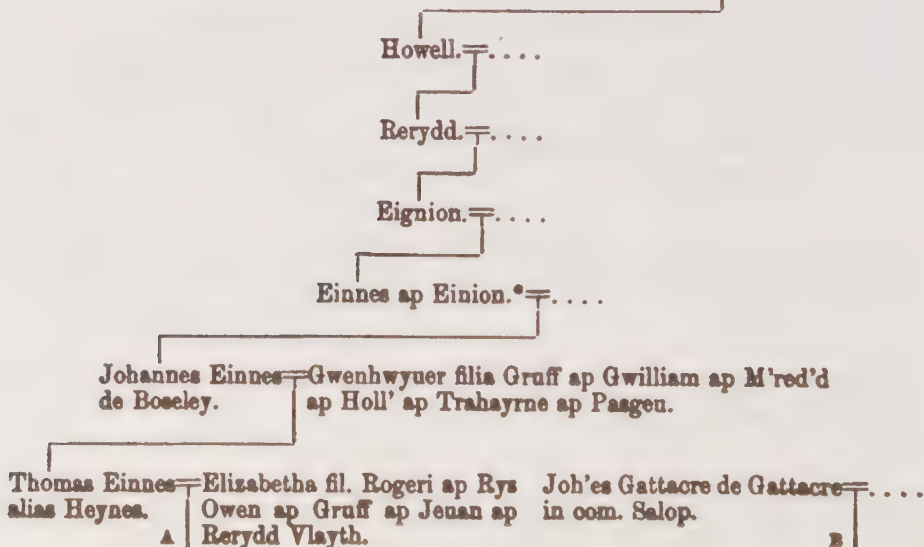 Howell.=. . . .
Rerydd.=. . . .
Eignion.=. . . .
Einnes ap Einion.*=. . . .
Johannes Einnes=Gwenhwyuer filia Gruff ap Gwilliam ap M'red'd
de Boseley. ap Holl' ap Trahayrne ap Pasgeu.
Thomas Einnes=Elizabetha fil. Rogeri ap Rys Joh'es Gattacre de Gattacre=. . . .
alias Heynes. Owen ap Gruff ap Jeuan ap in com. Salop.
A Rerydd Vlayth. B